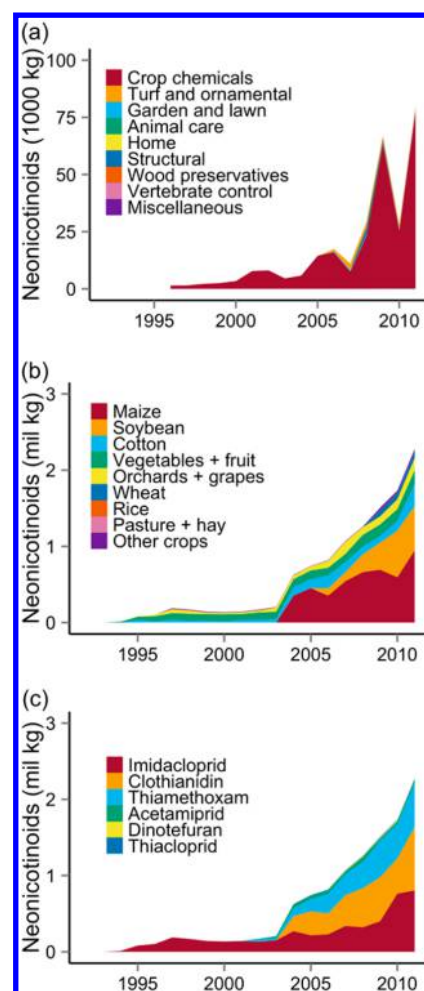 (a)
Neonicotinoids (1000 kg)
100
75
50
25
0
Crop chemicals
Turf and ornamental
Garden and lawn
Animal care
Home
Structural
Wood preservatives
Vertebrate control
Miscellaneous
1995 2000 2005 2010
(b)
Neonicotinoids (mil kg)
3
2
1
0
Maize
Soybean
Cotton
Vegetables + fruit
Orchards + grapes
Wheat
Rice
Pasture + hay
Other crops
1995 2000 2005 2010
(c)
Neonicotinoids (mil kg)
3
2
1
0
Imidacloprid
Clothianidin
Thiamethoxam
Acetamiprid
Dinotefuran
Thiacloprid
1995 2000 2005 2010